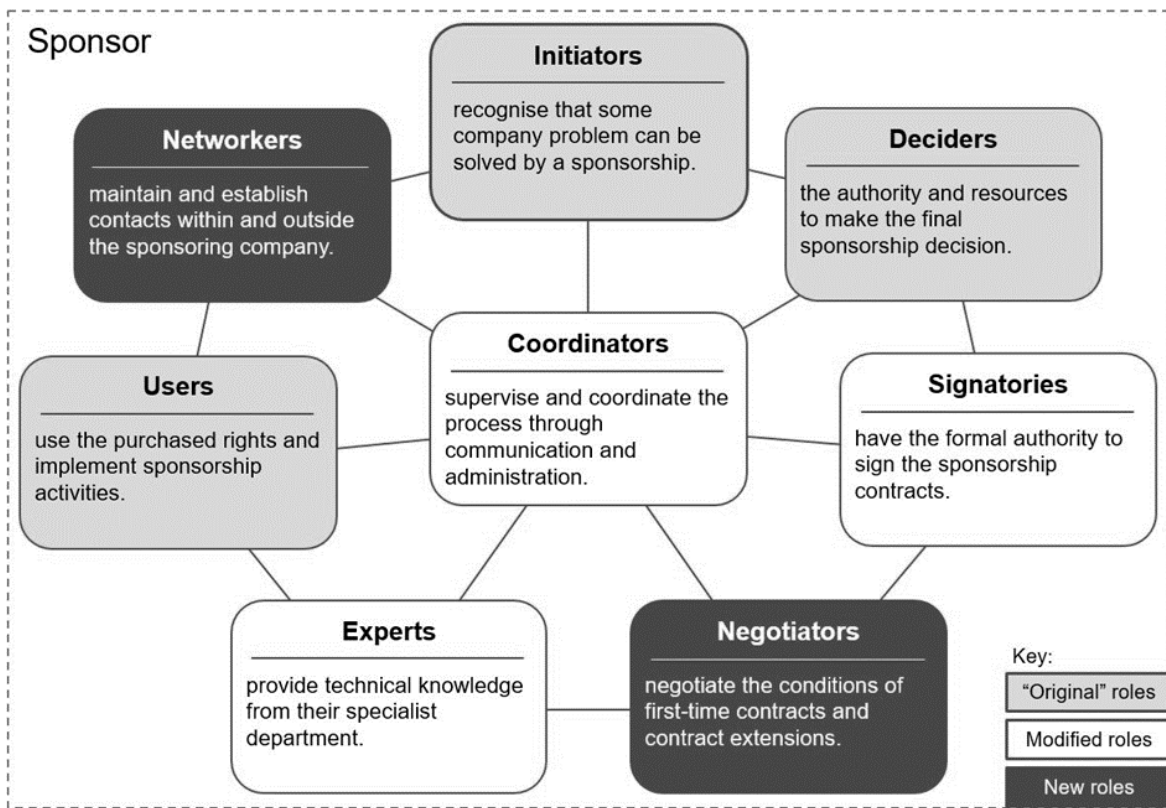 Sponsor
Initiators
recognise that some
company problem can be
solved by a sponsorship.
Networkers
maintain and establish
contacts within and outside
the sponsoring company.
Deciders
the authority and resources
to make the final
sponsorship decision.
Coordinators
supervise and coordinate the
process through
communication and
administration.
Users
use the purchased rights and
implement sponsorship
activities.
Signatories
have the formal authority to
sign the sponsorship
contracts.
Experts
provide technical knowledge
from their specialist
department.
Negotiators
negotiate the conditions of
first-time contracts and
contract extensions.
Key:
“Original” roles
Modified roles
New roles